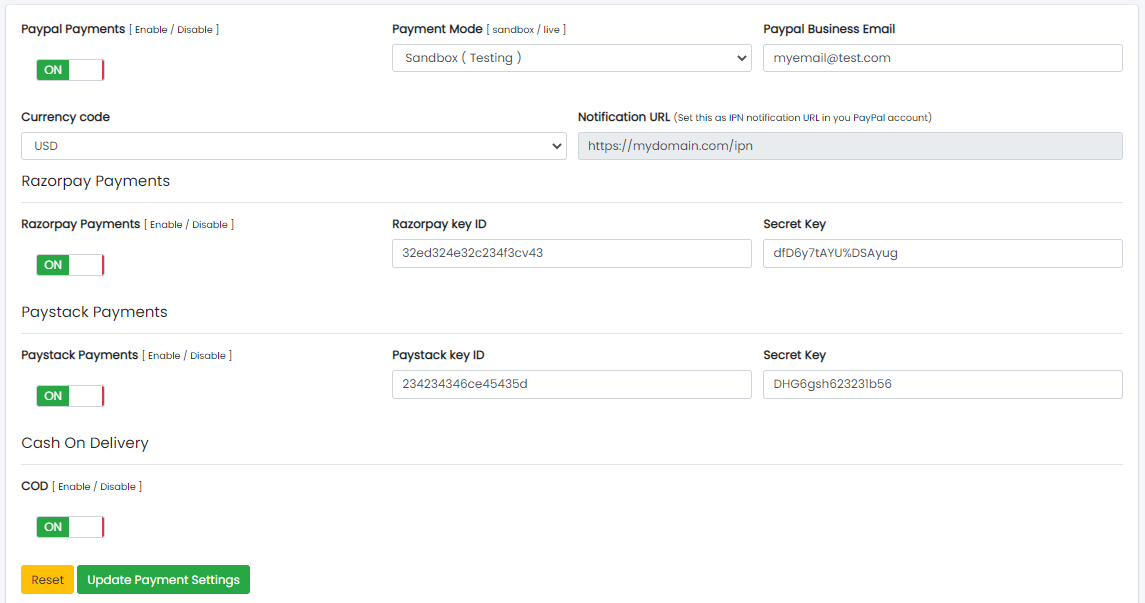 Paypal Payments [ Enable / Disable ] Payment Mode [ sandbox / live ] Paypal Business Email
ON Sandbox ( Testing ) myemail@test.com
Currency code Notification URL (Set this as IPN notification URL in you PayPal account)
USD https://mydomain.com/ipn
Razorpay Payments
Razorpay Payments [ Enable / Disable ] Razorpay key ID Secret Key
ON 32ed324e32c234f3cv43 dfD6y7tAYU%DSAyug
Paystack Payments
Paystack Payments [ Enable / Disable ] Paystack key ID Secret Key
ON 234234346ce45435d DHG6gsh623231b56
Cash On Delivery
COD [ Enable / Disable ]
ON
Reset Update Payment Settings